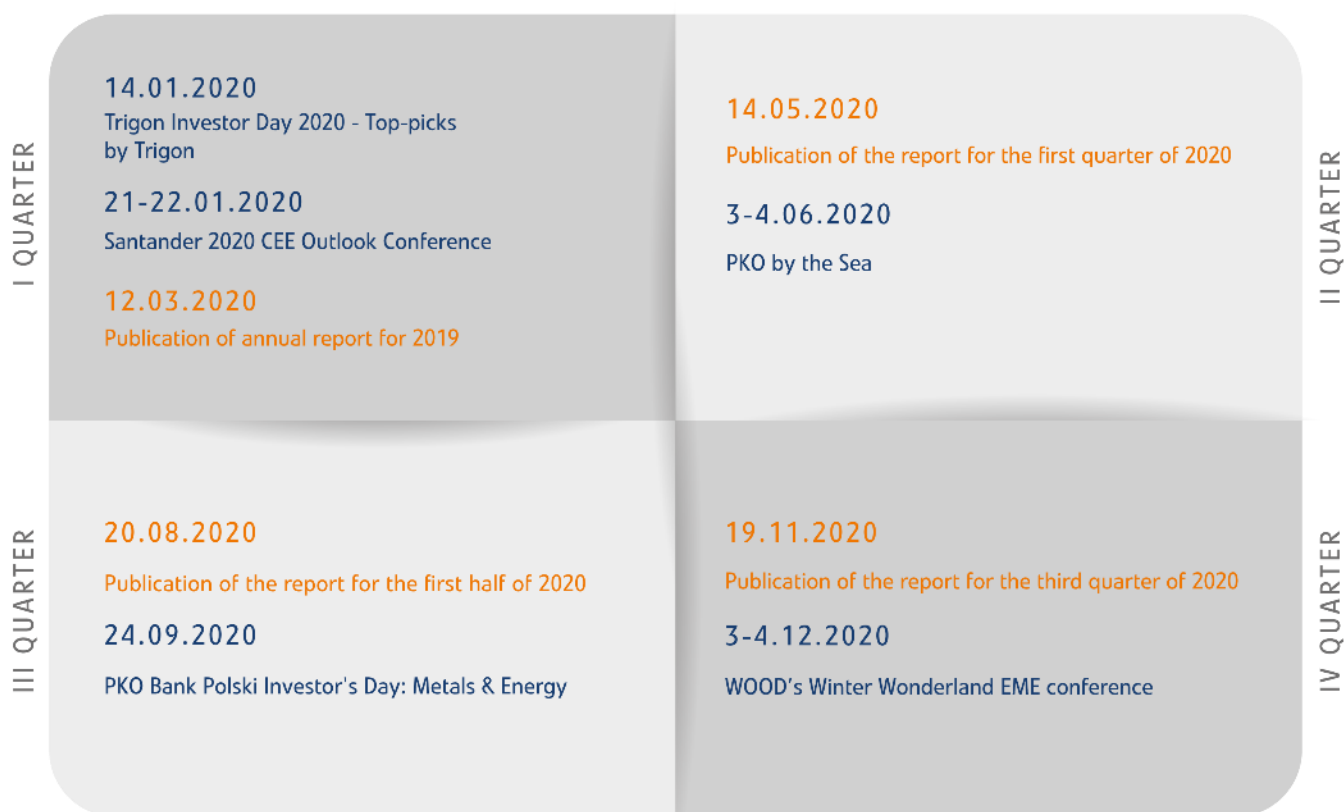 I QUARTER
14.01.2020
Trigon Investor Day 2020 - Top-picks
by Trigon
21-22.01.2020
Santander 2020 CEE Outlook Conference
12.03.2020
Publication of annual report for 2019
II QUARTER
14.05.2020
Publication of the report for the first quarter of 2020
3-4.06.2020
PKO by the Sea
III QUARTER
20.08.2020
Publication of the report for the first half of 2020
24.09.2020
PKO Bank Polski Investor's Day: Metals & Energy
IV QUARTER
19.11.2020
Publication of the report for the third quarter of 2020
3-4.12.2020
WOOD's Winter Wonderland EME conference